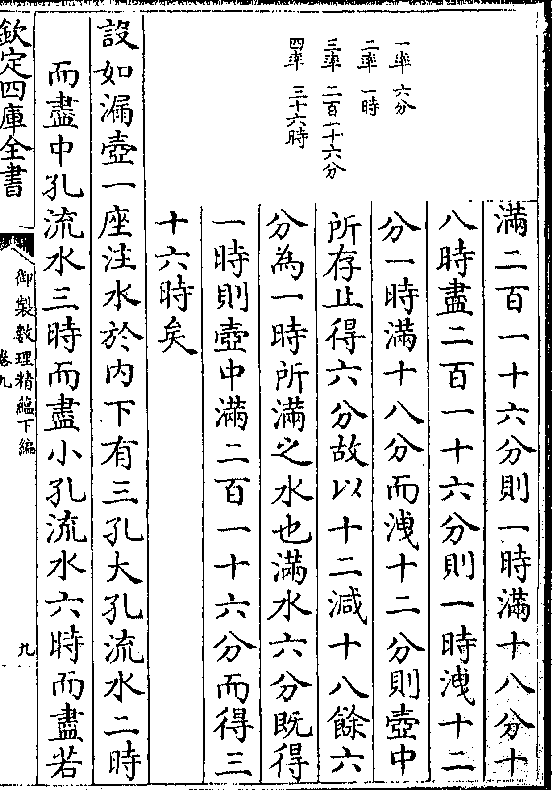 滿二百一十六分則一時滿十八分十
八時盡二百一十六分則一時洩十二
分一時滿十八分而洩十二分則壺中
所存止得六分故以十二減十八餘六
分為一時所滿之水也滿水六分既得
一時則壺中滿二百一十六分而得三
十六時矣
一率 六分
二率 一時
三率 二百一十六分
四率 三十六時
設如漏壺一座注水於內下有三孔大孔流水二時
而盡中孔流水三時而盡小孔流水六時而盡若
欽定四庫全書
御製數理精蘊下編
卷九
九